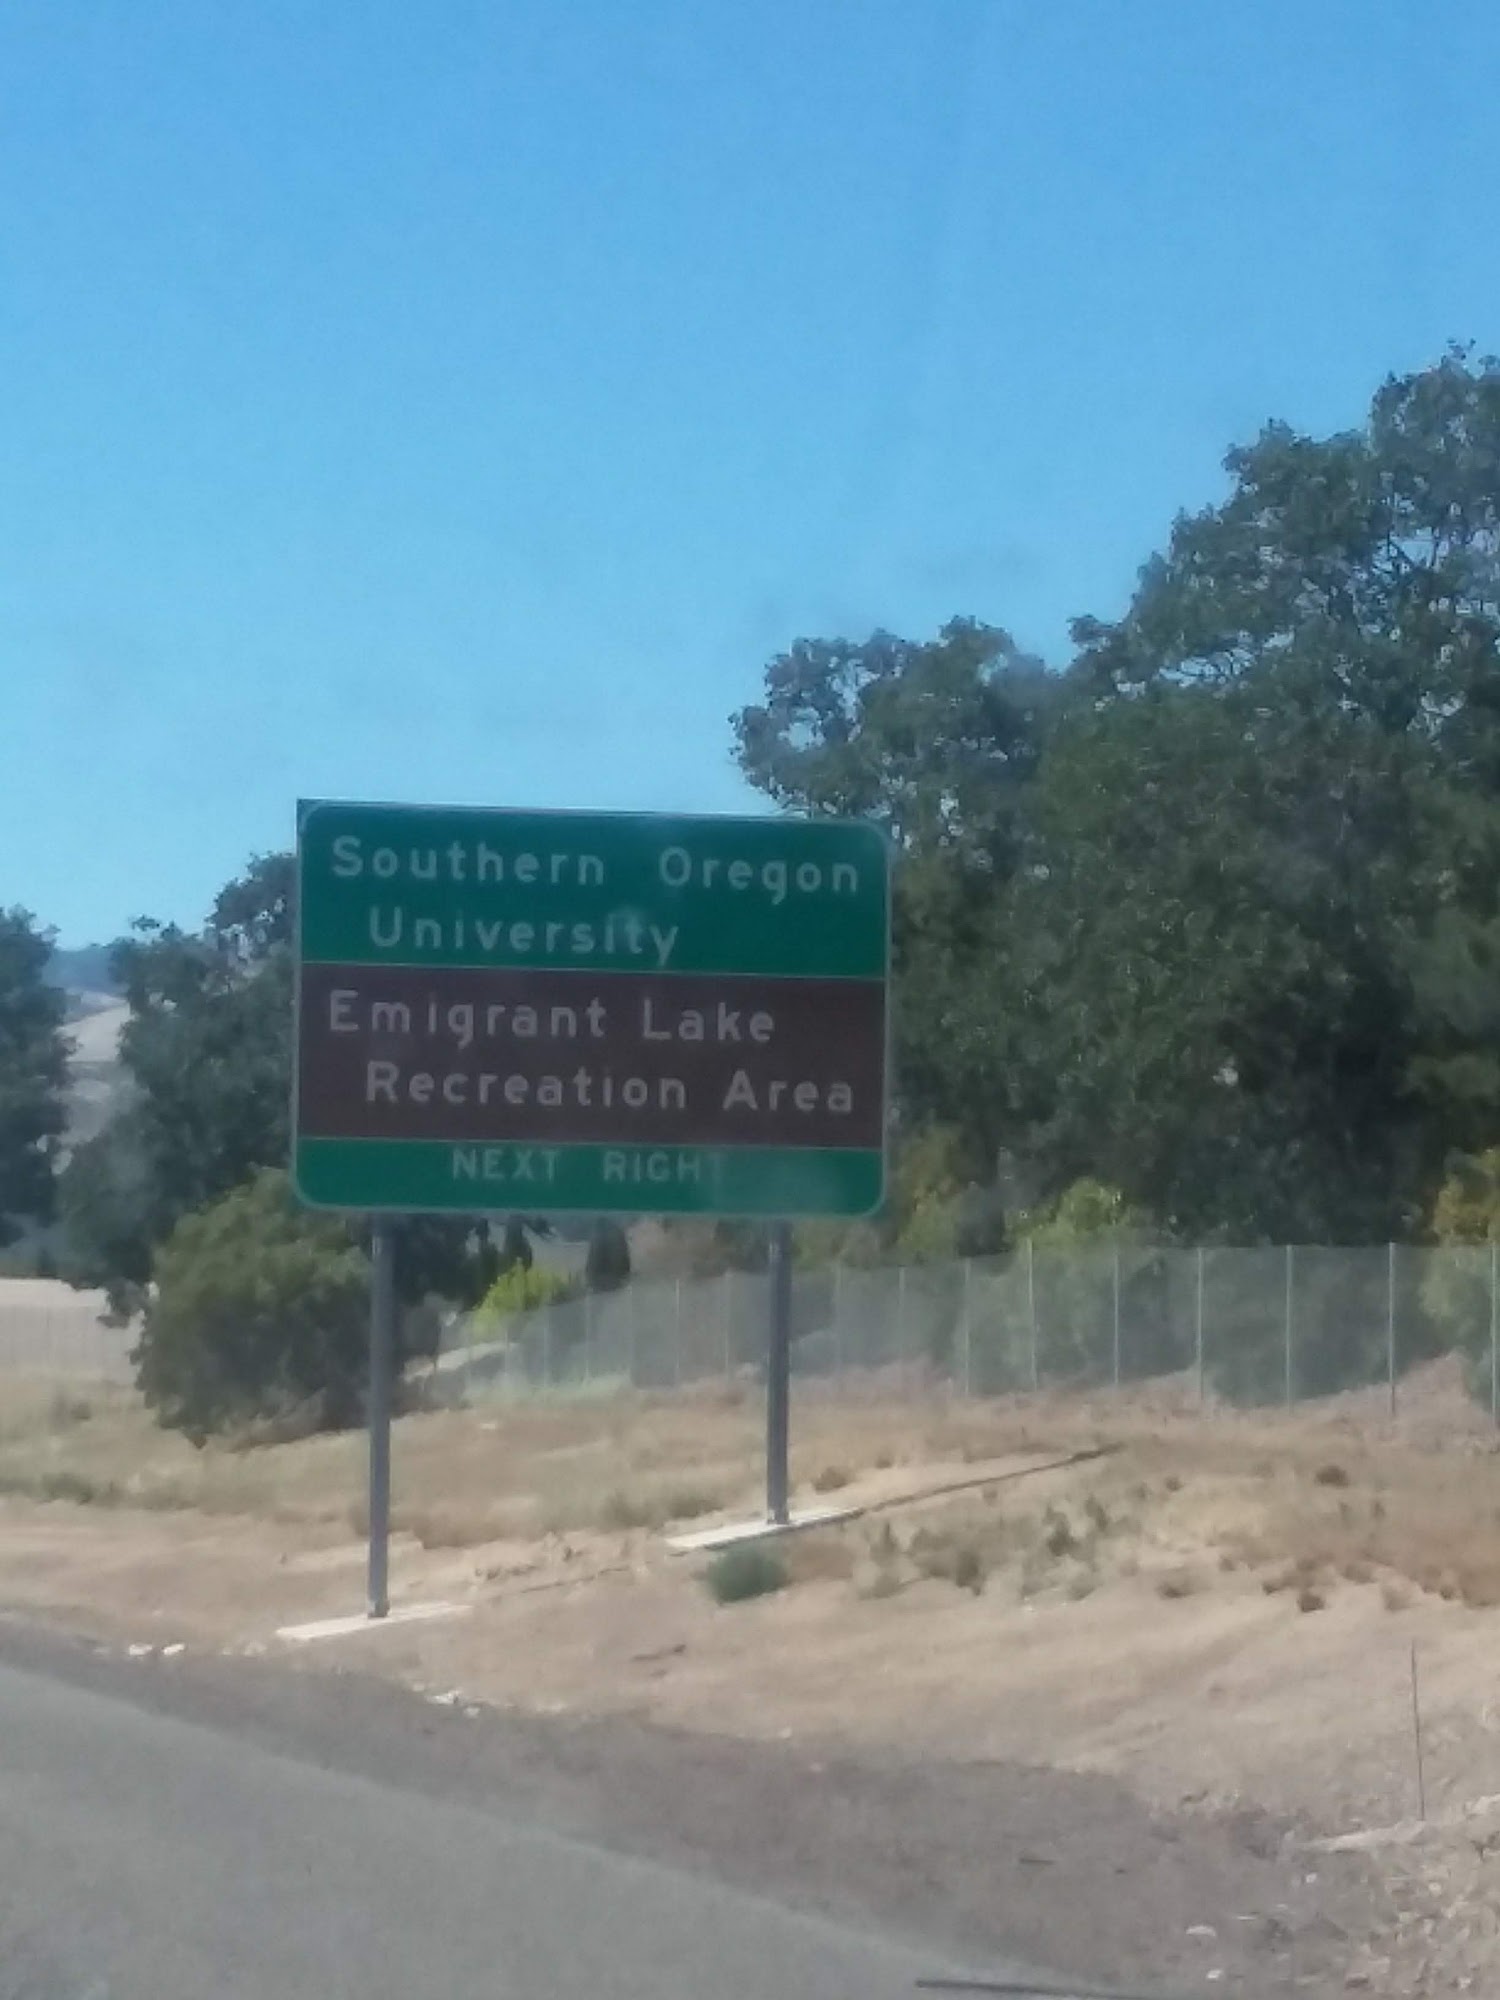 Southern Oregon
University
Emigrant Lake
Recreation Area
NEXT RIGHT